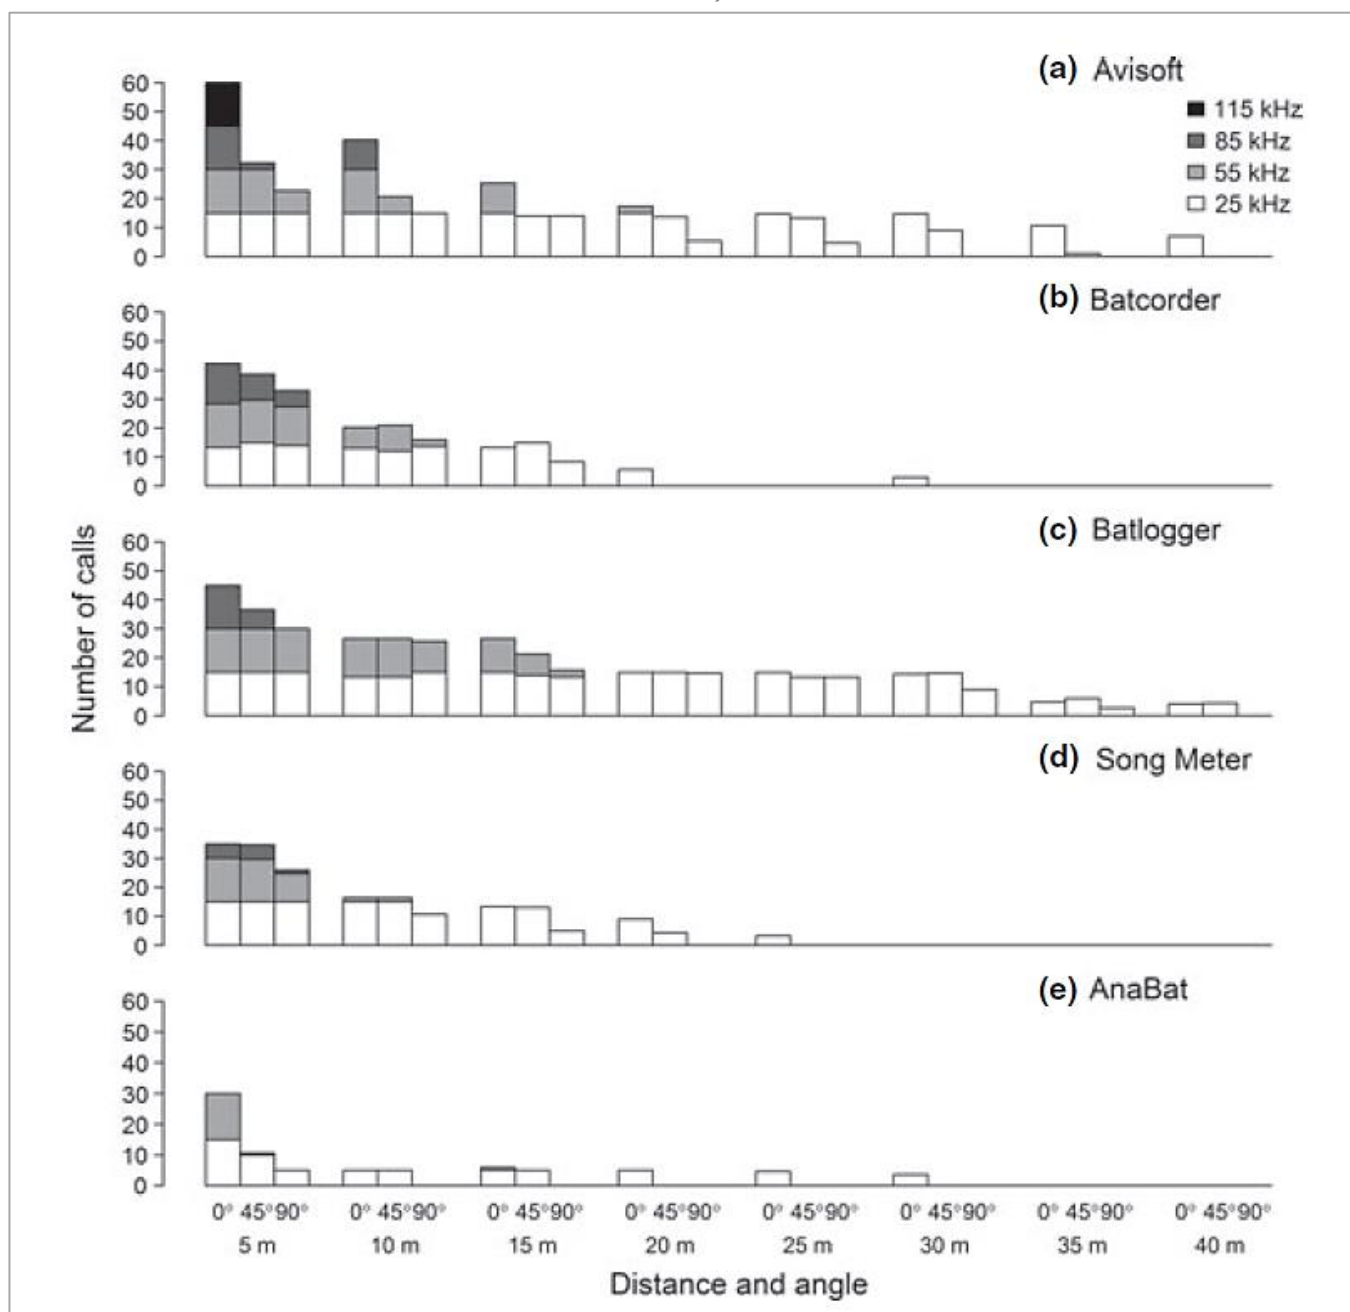 (a) Avisoft
115 kHz
85 kHz
55 kHz
25 kHz
60
50
40
30
20
10
0
(b) Batcorder
60
50
40
30
20
10
0
(c) Batlogger
60
50
40
30
20
10
0
Number of calls
(d) Song Meter
60
50
40
30
20
10
0
(e) AnaBat
60
50
40
30
20
10
0
0° 45°90° 0° 45°90° 0° 45°90° 0° 45°90° 0° 45°90° 0° 45°90° 0° 45°90° 0° 45°90°
5 m 10 m 15 m 20 m 25 m 30 m 35 m 40 m
Distance and angle